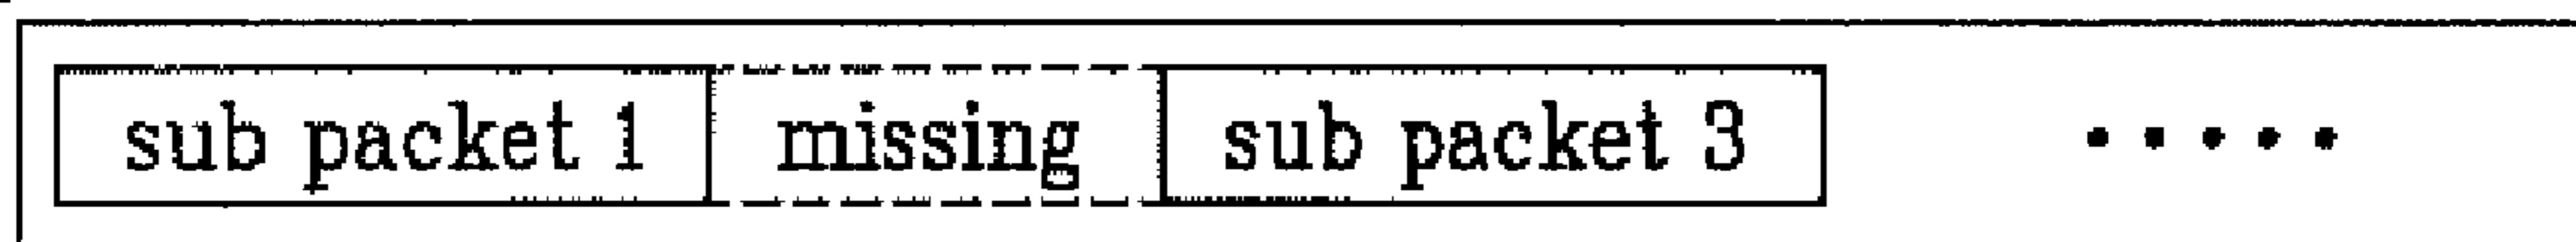 sub packet 1 missing sub packet 3 .....